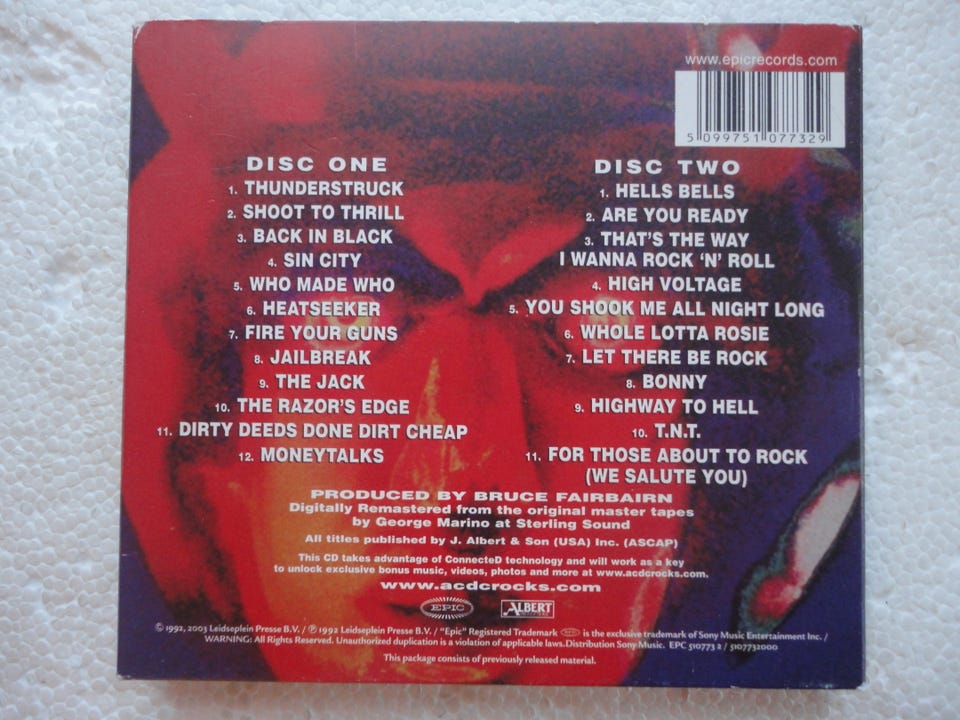 www.epicrecords.com
5 099751 077329
DISC ONE
1. THUNDERSTRUCK
2. SHOOT TO THRILL
3. BACK IN BLACK
4. SIN CITY
5. WHO MADE WHO
6. HEATSEEKER
7. FIRE YOUR GUNS
8. JAILBREAK
9. THE JACK
10. THE RAZOR'S EDGE
11. DIRTY DEEDS DONE DIRT CHEAP
12. MONEYTALKS
DISC TWO
1. HELLS BELLS
2. ARE YOU READY
3. THAT'S THE WAY
I WANNA ROCK 'N' ROLL
4. HIGH VOLTAGE
5. YOU SHOOK ME ALL NIGHT LONG
6. WHOLE LOTTA ROSIE
7. LET THERE BE ROCK
8. BONNY
9. HIGHWAY TO HELL
10. T.N.T.
11. FOR THOSE ABOUT TO ROCK
(WE SALUTE YOU)
PRODUCED BY BRUCE FAIRBAIRN
Digitally Remastered from the original master tapes
by George Marino at Sterling Sound
All titles published by J. Albert & Son (USA) Inc. (ASCAP)
This CD takes advantage of ConnecteD technology and will work as a key
to unlock exclusive bonus music, videos, photos and more at www.acdcrocks.com.
www.acdcrocks.com
EPIC
ALBERT
© 1992, 2003 Leidseplein Presse B.V. / ℗ 1992 Leidseplein Presse B.V. / "Epic" Registered Trademark EPIC is the exclusive trademark of Sony Music Entertainment Inc. /
WARNING: All Rights Reserved. Unauthorized duplication is a violation of applicable laws. Distribution Sony Music. EPC 510773 2 / 5107732000
This package consists of previously released material.